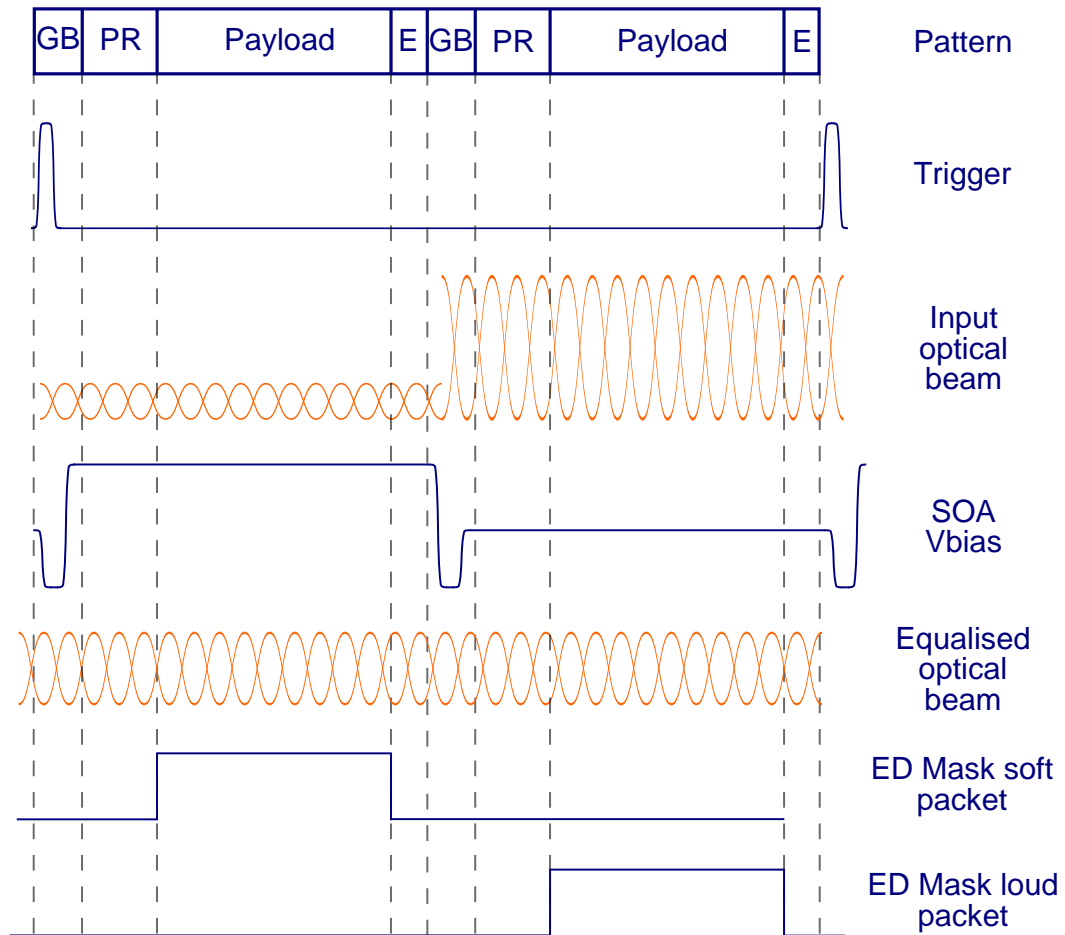 GB PR Payload E GB PR Payload E Pattern
Trigger
Input
optical
beam
SOA
Vbias
Equalised
optical
beam
ED Mask soft
packet
ED Mask loud
packet